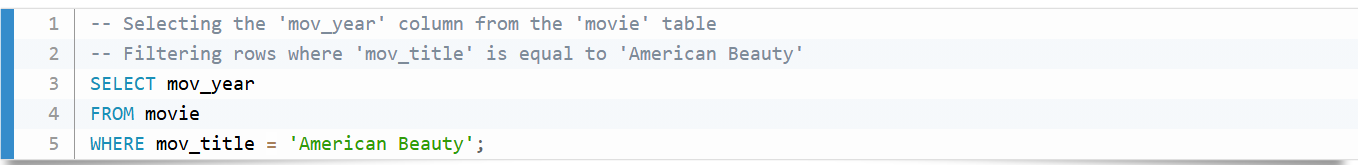 1 -- Selecting the 'mov_year' column from the 'movie' table
2 -- Filtering rows where 'mov_title' is equal to 'American Beauty'
3 SELECT mov_year
4 FROM movie
5 WHERE mov_title = 'American Beauty';